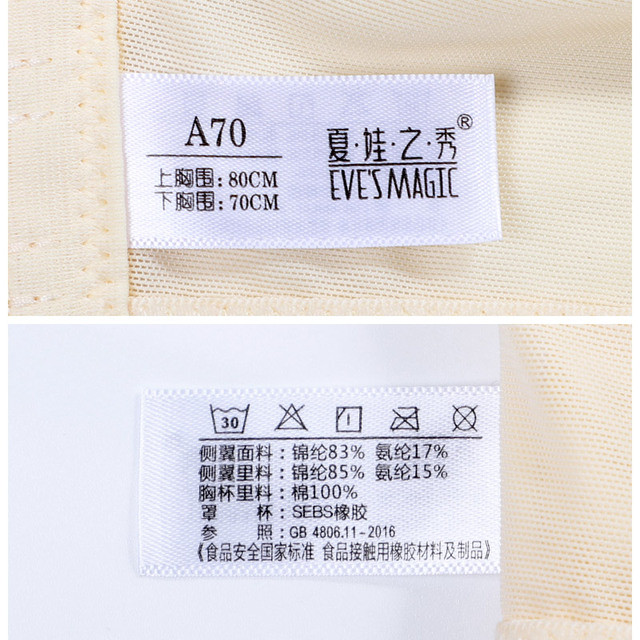 A70
上胸围:80CM
下胸围:70CM
夏·娃·之·秀®
EVE'S MAGIC
30
侧翼面料:锦纶83% 氨纶17%
侧翼里料:锦纶85% 氨纶15%
胸杯里料:棉100%
罩 杯:SEBS橡胶
参 照:GB 4806.11-2016
《食品安全国家标准 食品接触用橡胶材料及制品》